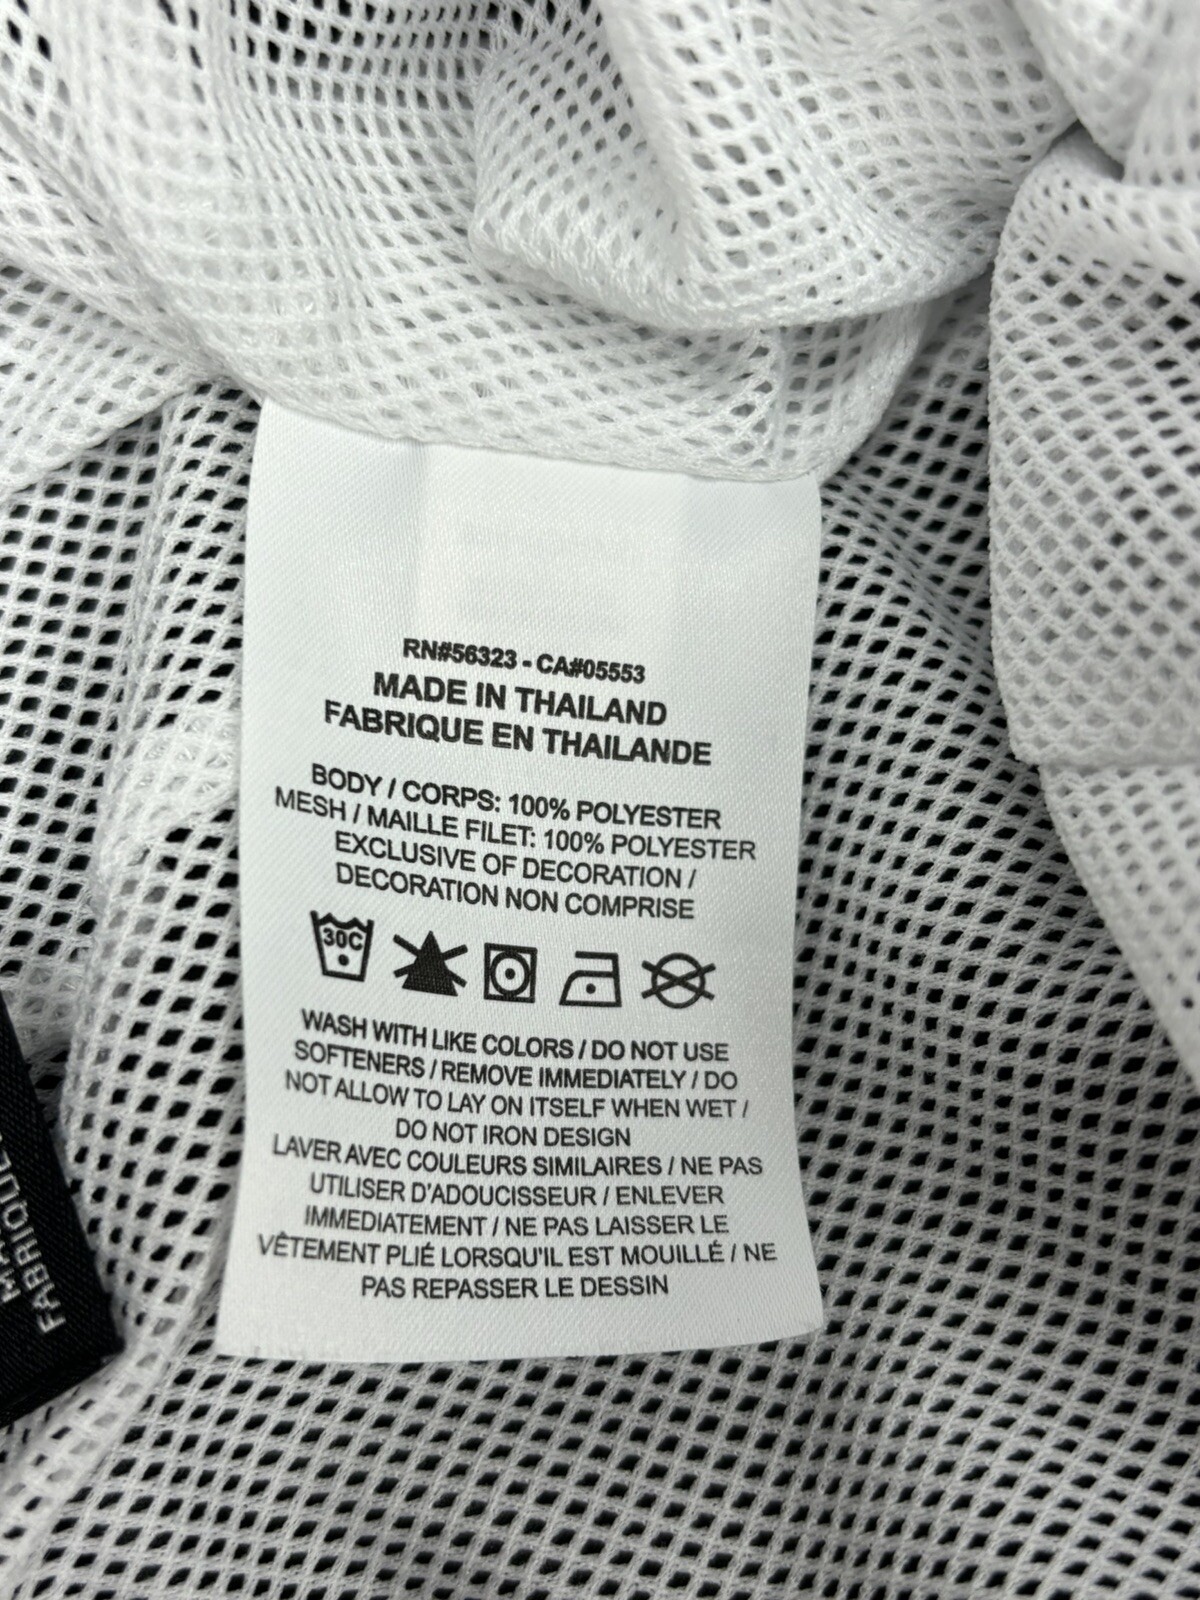 RN#56323 - CA#05553
MADE IN THAILAND
FABRIQUE EN THAILANDE
BODY / CORPS: 100% POLYESTER
MESH / MAILLE FILET: 100% POLYESTER
EXCLUSIVE OF DECORATION /
DECORATION NON COMPRISE
30C
WASH WITH LIKE COLORS / DO NOT USE
SOFTENERS / REMOVE IMMEDIATELY / DO
NOT ALLOW TO LAY ON ITSELF WHEN WET /
DO NOT IRON DESIGN
LAVER AVEC COULEURS SIMILAIRES / NE PAS
UTILISER D'ADOUCISSEUR / ENLEVER
IMMEDIATEMENT / NE PAS LAISSER LE
VÊTEMENT PLIÉ LORSQU'IL EST MOUILLÉ / NE
PAS REPASSER LE DESSIN